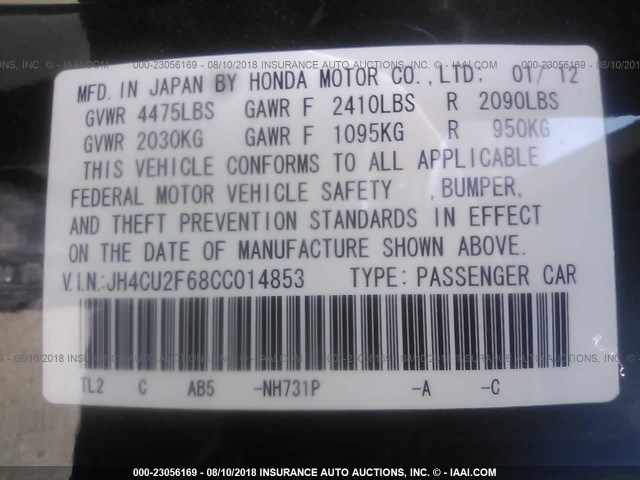 000-23056169 - 08/10/2018 INSURANCE AUTO AUCTIONS, INC. - IAAI.COM
MFD. IN JAPAN BY HONDA MOTOR CO., LTD. 01/12
GVWR 4475LBS GAWR F 2410LBS R 2090LBS
GVWR 2030KG GAWR F 1095KG R 950KG
THIS VEHICLE CONFORMS TO ALL APPLICABLE
FEDERAL MOTOR VEHICLE SAFETY , BUMPER,
AND THEFT PREVENTION STANDARDS IN EFFECT
ON THE DATE OF MANUFACTURE SHOWN ABOVE.
V.I.N.:JH4CU2F68CC014853 TYPE: PASSENGER CAR
TL2 C AB5 -NH731P -A -C
000-23056169 - 08/10/2018 INSURANCE AUTO AUCTIONS, INC. - IAAI.COM